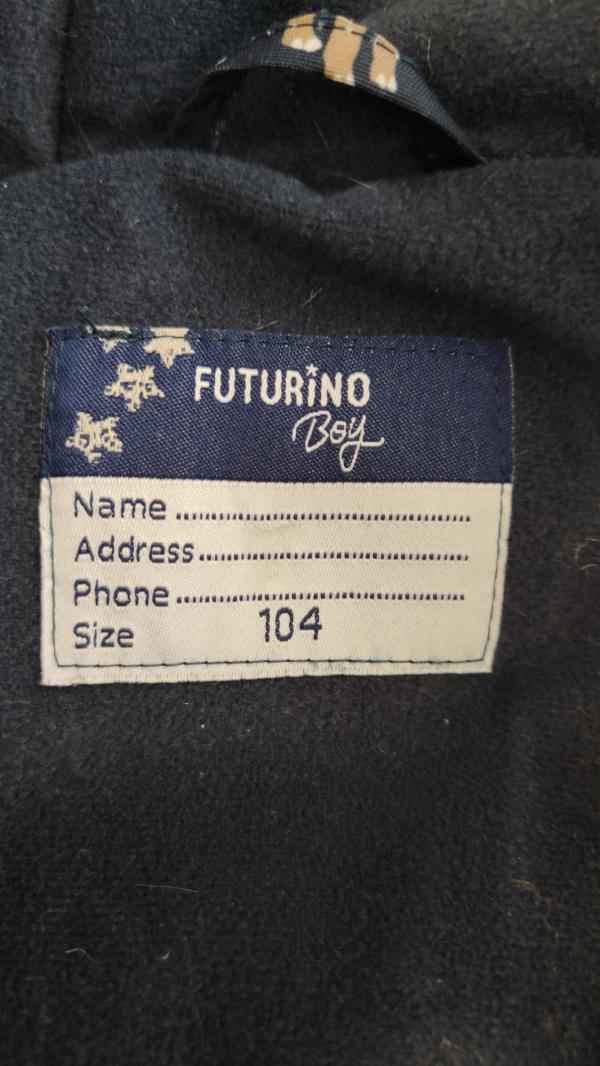 FUTURiNO
Boy
Name ........................................
Address....................................
Phone .......................................
Size 104